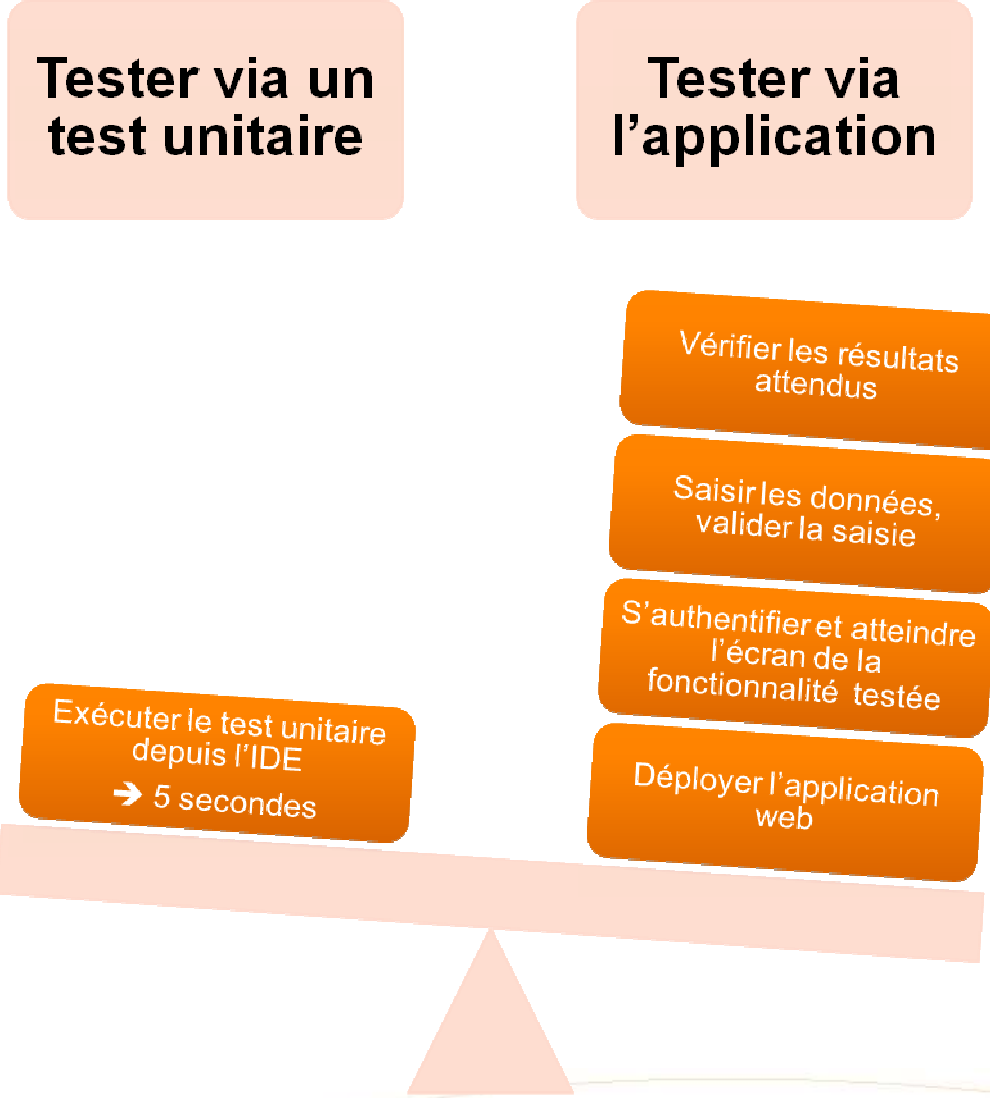 Tester via un
test unitaire
Tester via
l’application
Vérifier les résultats
attendus
Saisir les données,
valider la saisie
S’authentifier et atteindre
l’écran de la
fonctionnalité testée
Déployer l’application
web
Exécuter le test unitaire
depuis l’IDE
➔ 5 secondes